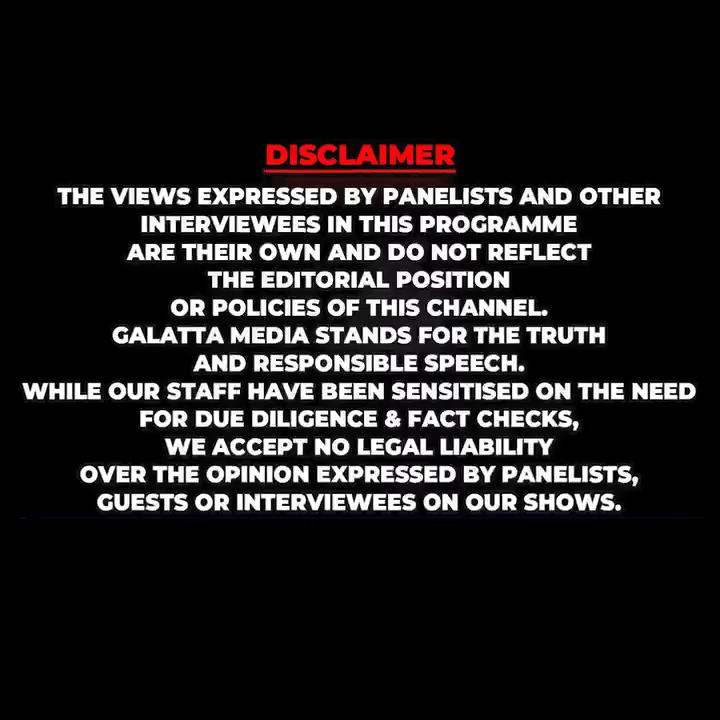 DISCLAIMER
THE VIEWS EXPRESSED BY PANELISTS AND OTHER
INTERVIEWEES IN THIS PROGRAMME
ARE THEIR OWN AND DO NOT REFLECT
THE EDITORIAL POSITION
OR POLICIES OF THIS CHANNEL.
GALATTA MEDIA STANDS FOR THE TRUTH
AND RESPONSIBLE SPEECH.
WHILE OUR STAFF HAVE BEEN SENSITISED ON THE NEED
FOR DUE DILIGENCE & FACT CHECKS,
WE ACCEPT NO LEGAL LIABILITY
OVER THE OPINION EXPRESSED BY PANELISTS,
GUESTS OR INTERVIEWEES ON OUR SHOWS.